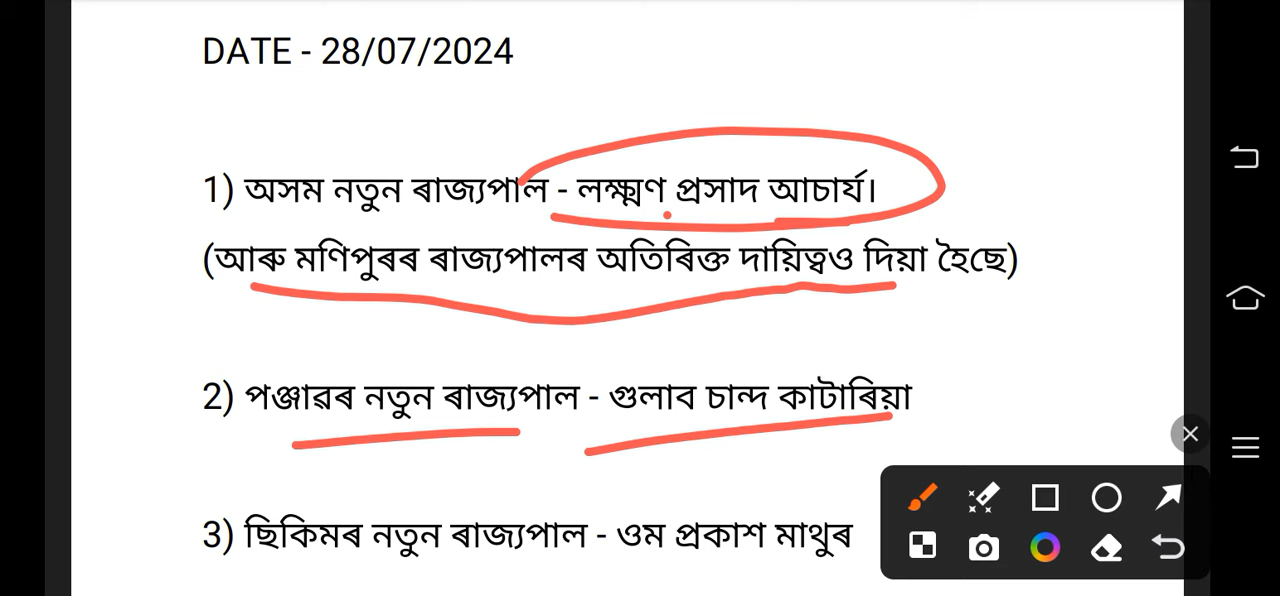 DATE - 28/07/2024
1) অসম নতুন ৰাজ্যপাল - লক্ষ্মণ প্ৰসাদ আচাৰ্য।
(আৰু মণিপুৰৰ ৰাজ্যপালৰ অতিৰিক্ত দায়িত্বও দিয়া হৈছে)
2) পঞ্জাৱৰ নতুন ৰাজ্যপাল - গুলাব চান্দ কাটাৰিয়া
3) ছিকিমৰ নতুন ৰাজ্যপাল - ওম প্ৰকাশ মাথুৰ